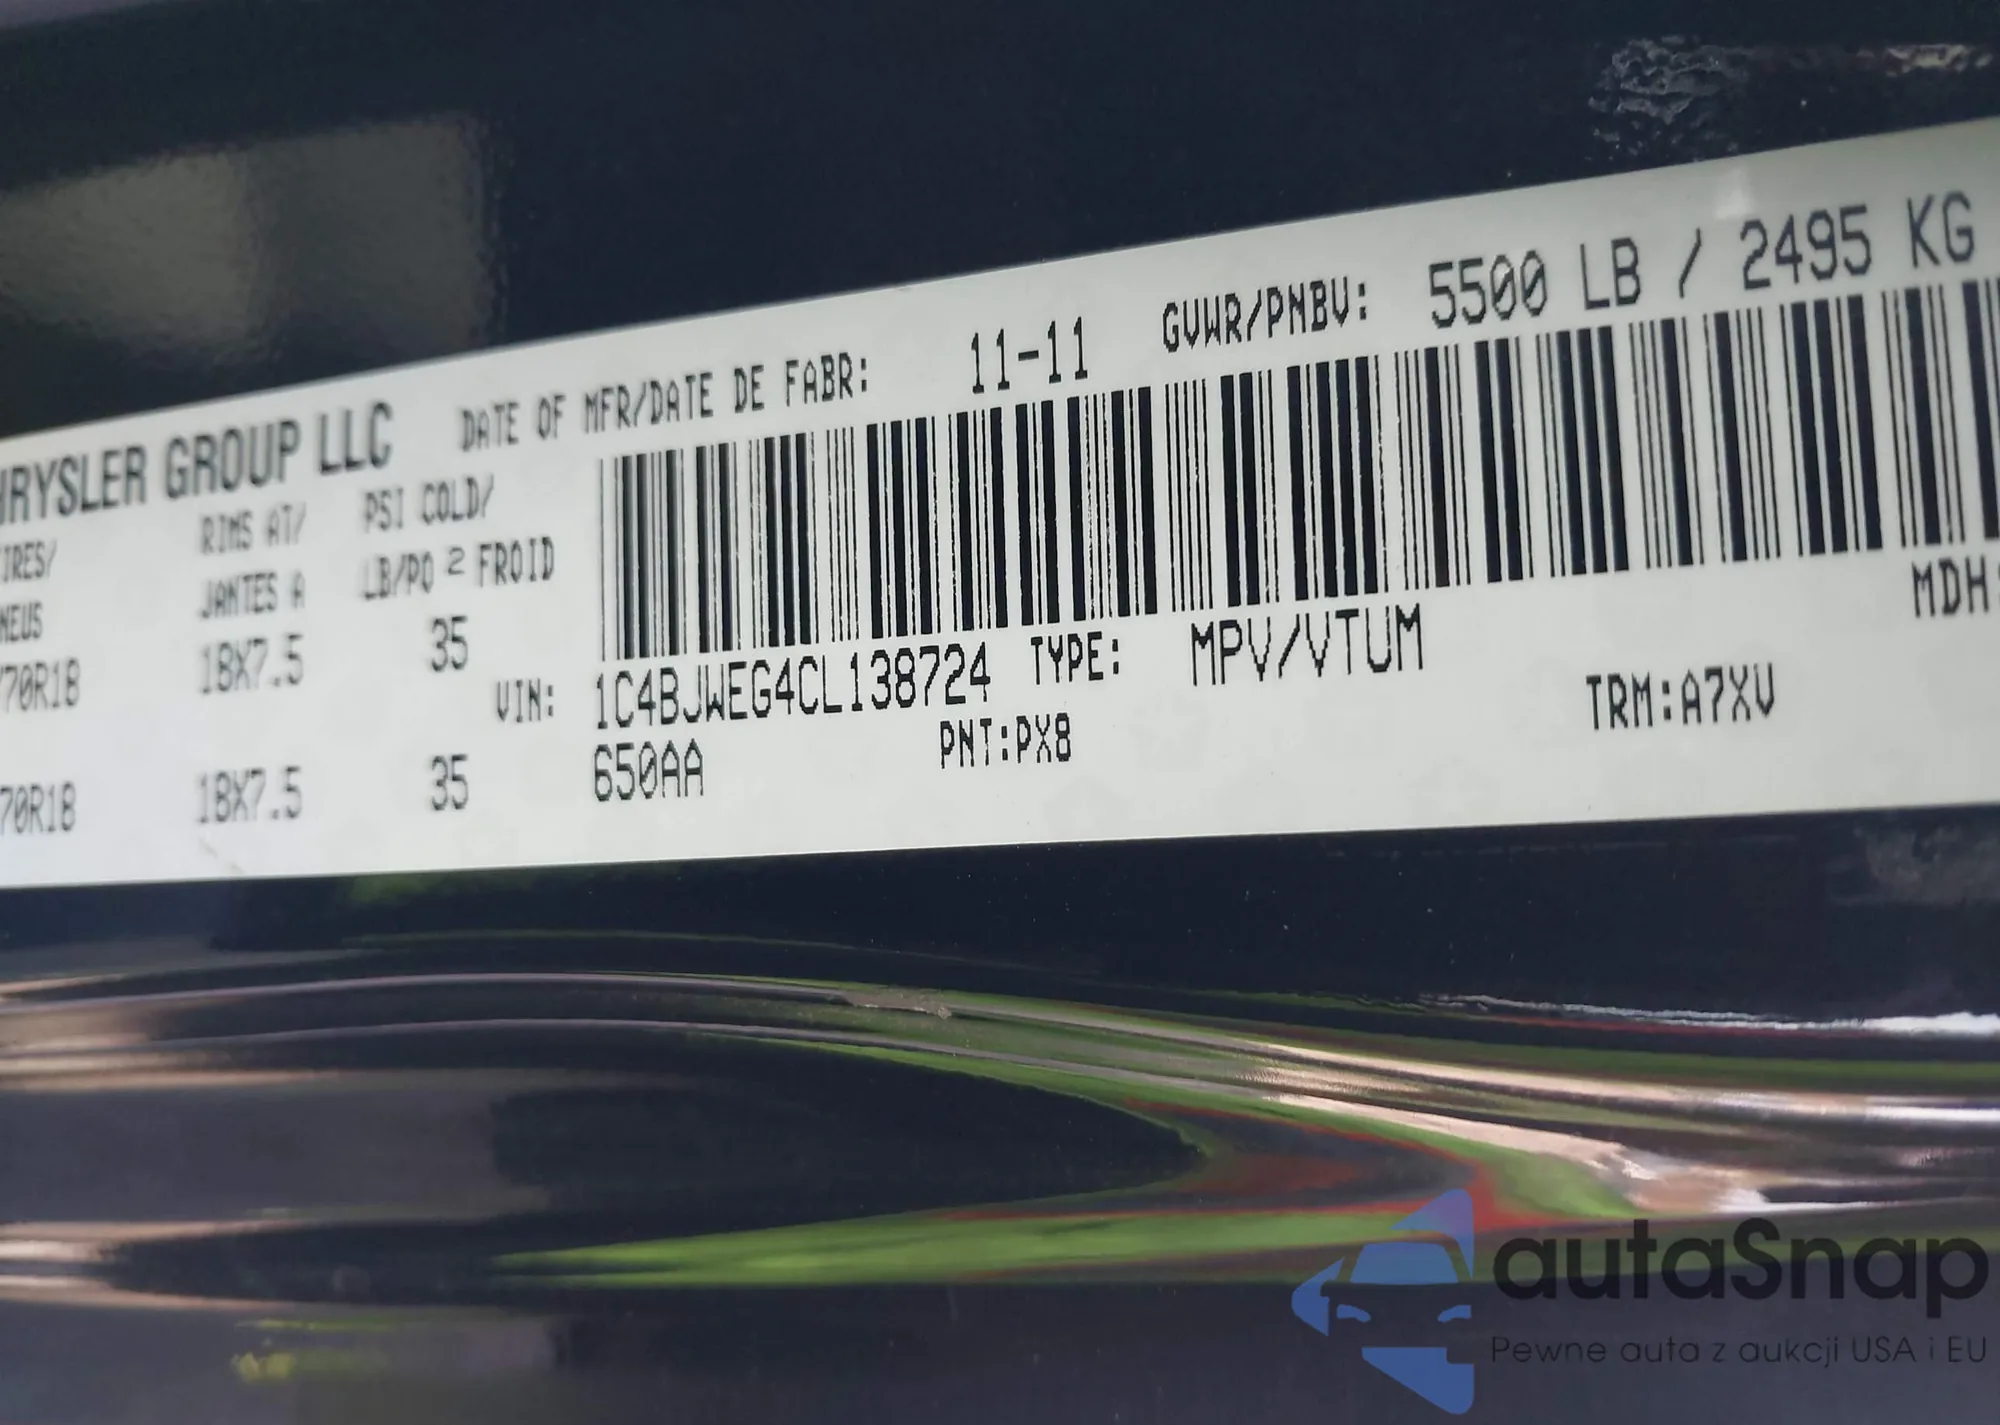 HRYSLER GROUP LLC
DATE OF MFR/DATE DE FABR: 11-11 GVWR/PNBV: 5500 LB / 2495 KG
IRES/ RIMS AT/ PSI COLD/
NEUS JANTES A LB/PO 2 FROID
/70R18 18X7.5 35
70R18 18X7.5 35
VIN: 1C4BJWEG4CL138724 TYPE: MPV/VTUM MDH:
650AA PNT:PX8 TRM:A7XV
autaSnap
Pewne auta z aukcji USA i EU